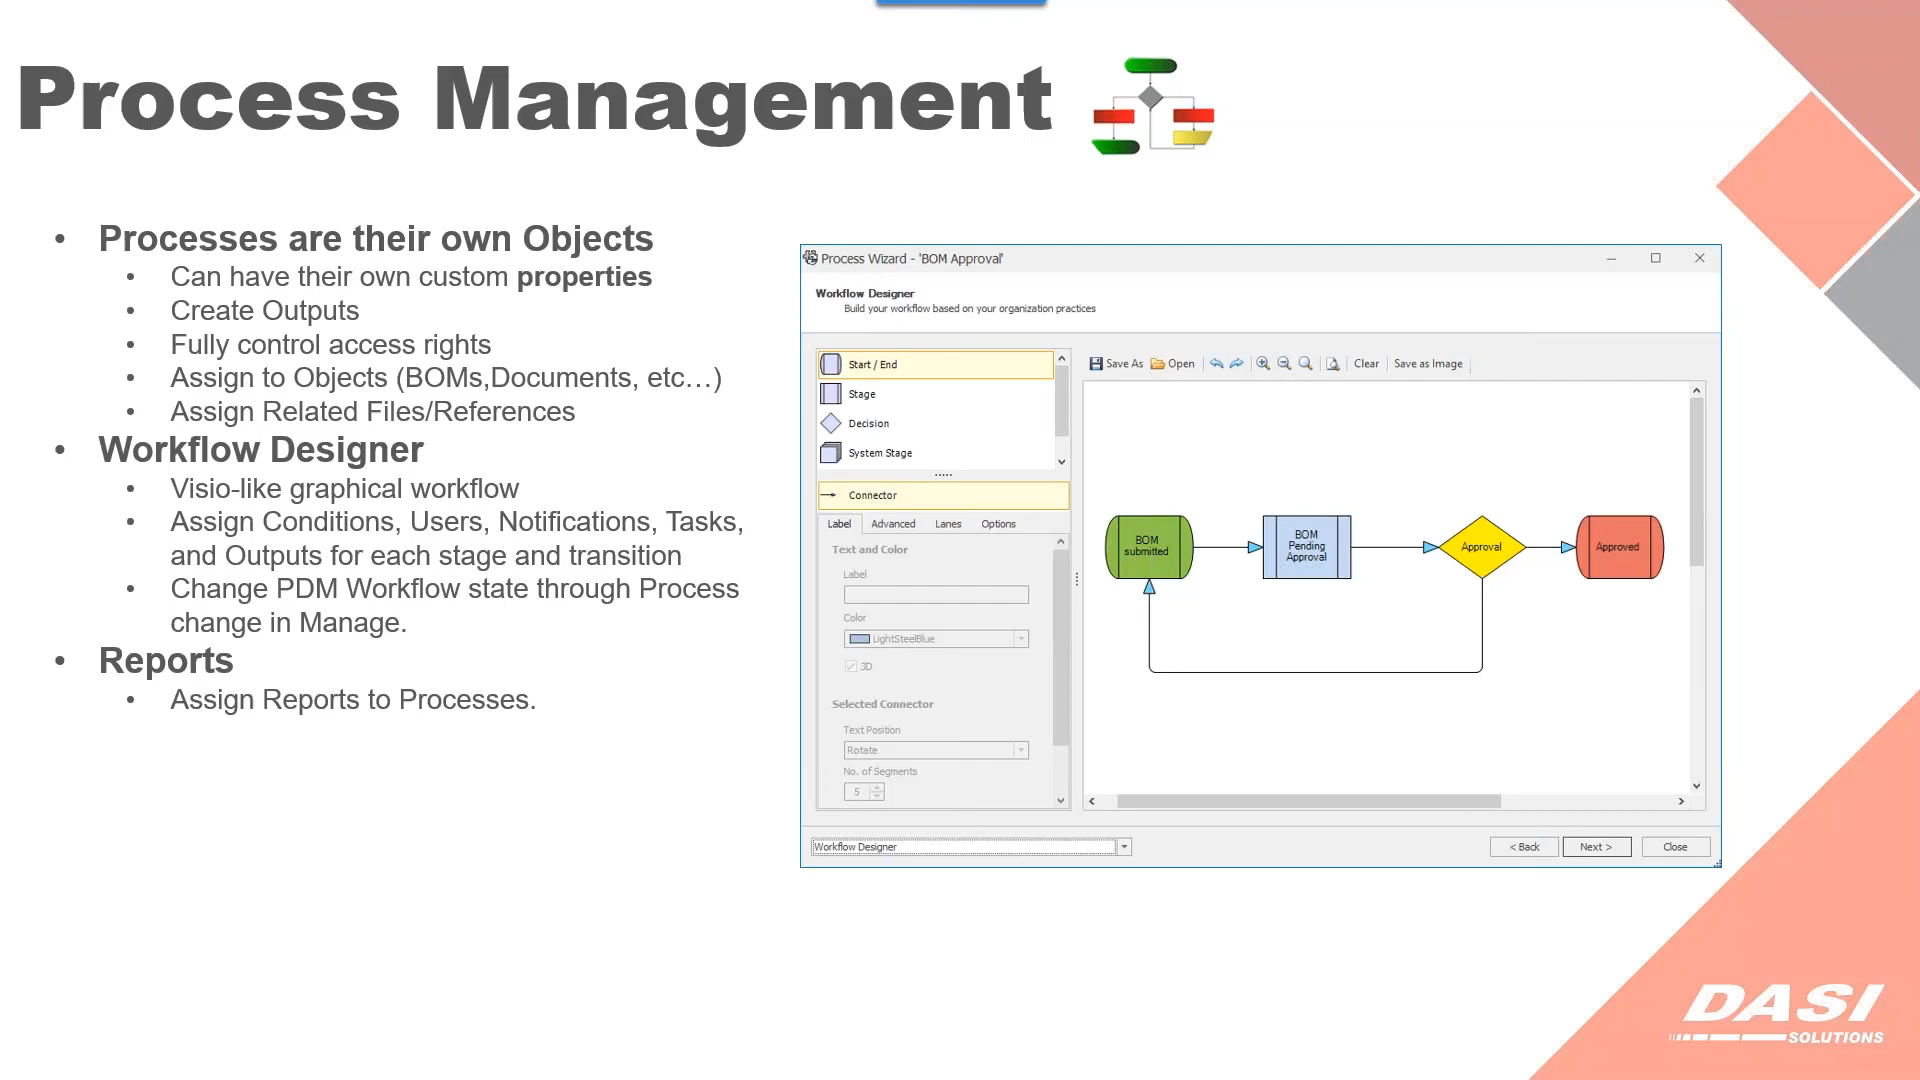 Process Management
• Processes are their own Objects
• Can have their own custom properties
• Create Outputs
• Fully control access rights
• Assign to Objects (BOMs,Documents, etc…)
• Assign Related Files/References
• Workflow Designer
• Visio-like graphical workflow
• Assign Conditions, Users, Notifications, Tasks,
and Outputs for each stage and transition
• Change PDM Workflow state through Process
change in Manage.
• Reports
• Assign Reports to Processes.
Process Wizard - 'BOM Approval'
Workflow Designer
Build your workflow based on your organization practices
Start / End
Stage
Decision
System Stage
Connector
Label Advanced Lanes Options
Text and Color
Label
Color
LightSteelBlue
3D
Selected Connector
Text Position
Rotate
No. of Segments
5
Save As Open Clear Save as Image
BOM
submitted
BOM
Pending
Approval
Approval
Approved
Workflow Designer
< Back Next > Close
DASI
SOLUTIONS